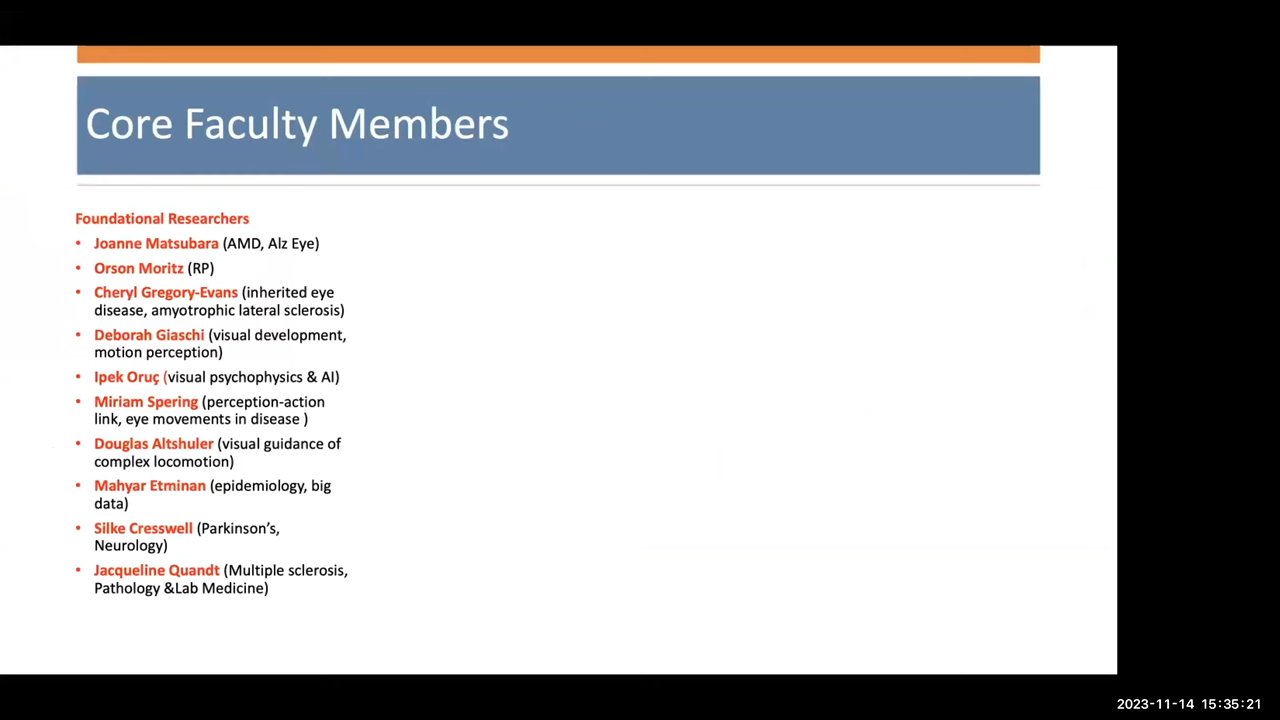 Core Faculty Members
Foundational Researchers
• Joanne Matsubara (AMD, Alz Eye)
• Orson Moritz (RP)
• Cheryl Gregory-Evans (inherited eye
disease, amyotrophic lateral sclerosis)
• Deborah Giaschi (visual development,
motion perception)
• Ipek Oruç (visual psychophysics & AI)
• Miriam Spering (perception-action
link, eye movements in disease )
• Douglas Altshuler (visual guidance of
complex locomotion)
• Mahyar Etminan (epidemiology, big
data)
• Silke Cresswell (Parkinson’s,
Neurology)
• Jacqueline Quandt (Multiple sclerosis,
Pathology &Lab Medicine)
2023-11-14 15:35:21